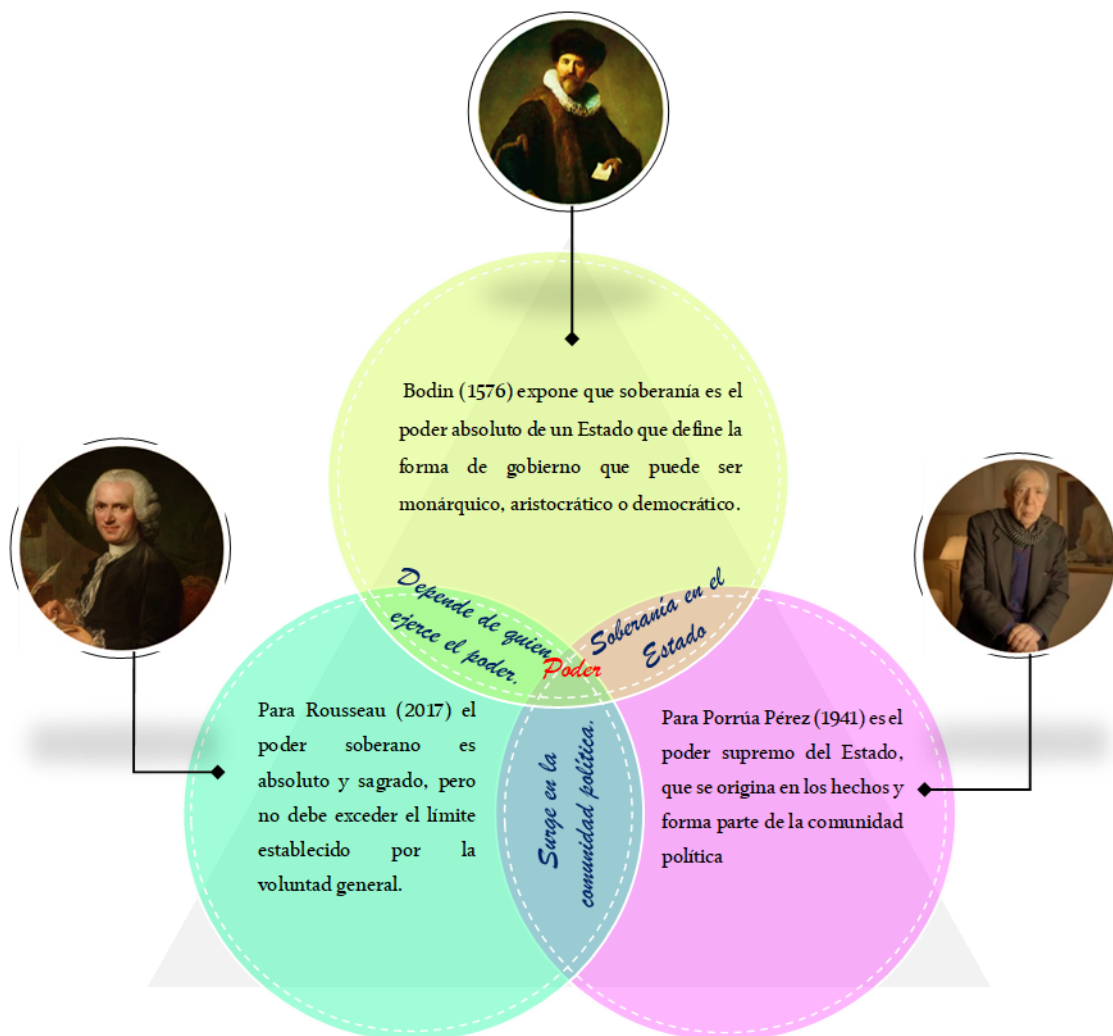 Bodin (1576) expone que soberanía es el
poder absoluto de un Estado que define la
forma de gobierno que puede ser
monárquico, aristocrático o democrático.
Depende de quien
ejerce el poder.
Soberanía en el
Estado
Poder
Para Rousseau (2017) el
poder soberano es
absoluto y sagrado, pero
no debe exceder el límite
establecido por la
voluntad general.
Surge en la
comunidad política.
Para Porrúa Pérez (1941) es el
poder supremo del Estado,
que se origina en los hechos y
forma parte de la comunidad
política